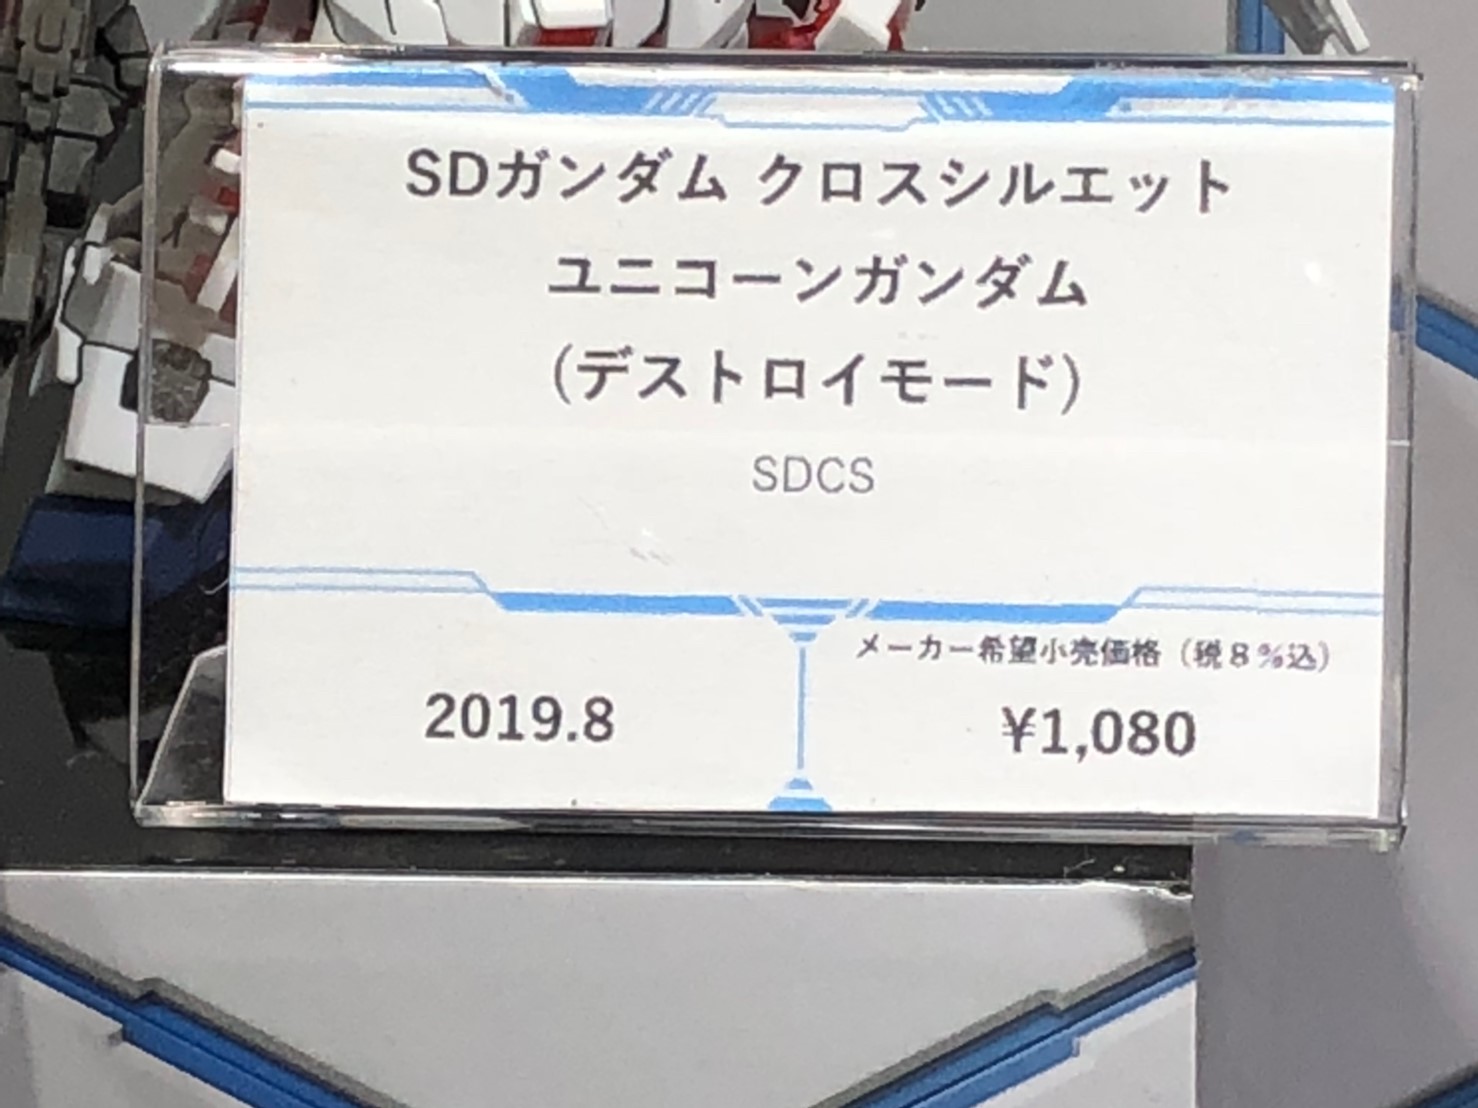 SDガンダム クロスシルエット
ユニコーンガンダム
(デストロイモード)
SDCS
メーカー希望小売価格（税８%込）
2019.8
¥1,080